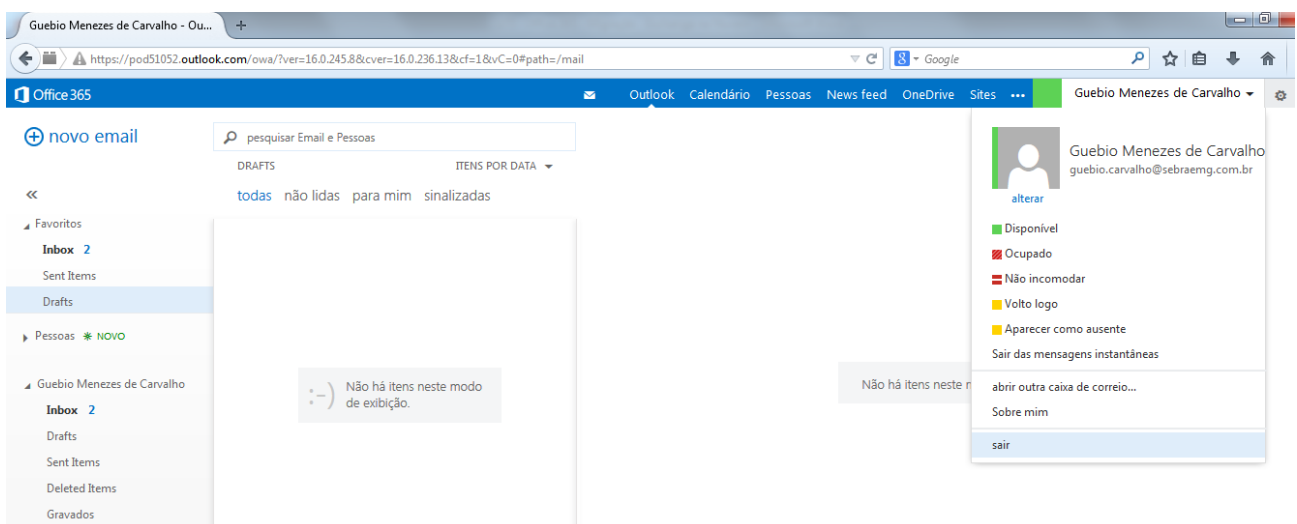 Guebio Menezes de Carvalho - Ou...
https://pod51052.outlook.com/owa/?ver=16.0.245.8&cver=16.0.236.13&cf=1&vC=0#path=/mail
8 Google
Office 365
Outlook Calendário Pessoas News feed OneDrive Sites ••• Guebio Menezes de Carvalho
novo email
pesquisar Email e Pessoas
DRAFTS ITENS POR DATA
todas não lidas para mim sinalizadas
Favoritos
Inbox 2
Sent Items
Drafts
Pessoas NOVO
Guebio Menezes de Carvalho
Inbox 2
Drafts
Sent Items
Deleted Items
Gravados
:-) Não há itens neste modo
de exibição.
Não há itens neste
Guebio Menezes de Carvalho
guebio.carvalho@sebraemg.com.br
alterar
Disponível
Ocupado
Não incomodar
Volto logo
Aparecer como ausente
Sair das mensagens instantâneas
abrir outra caixa de correio...
Sobre mim
sair